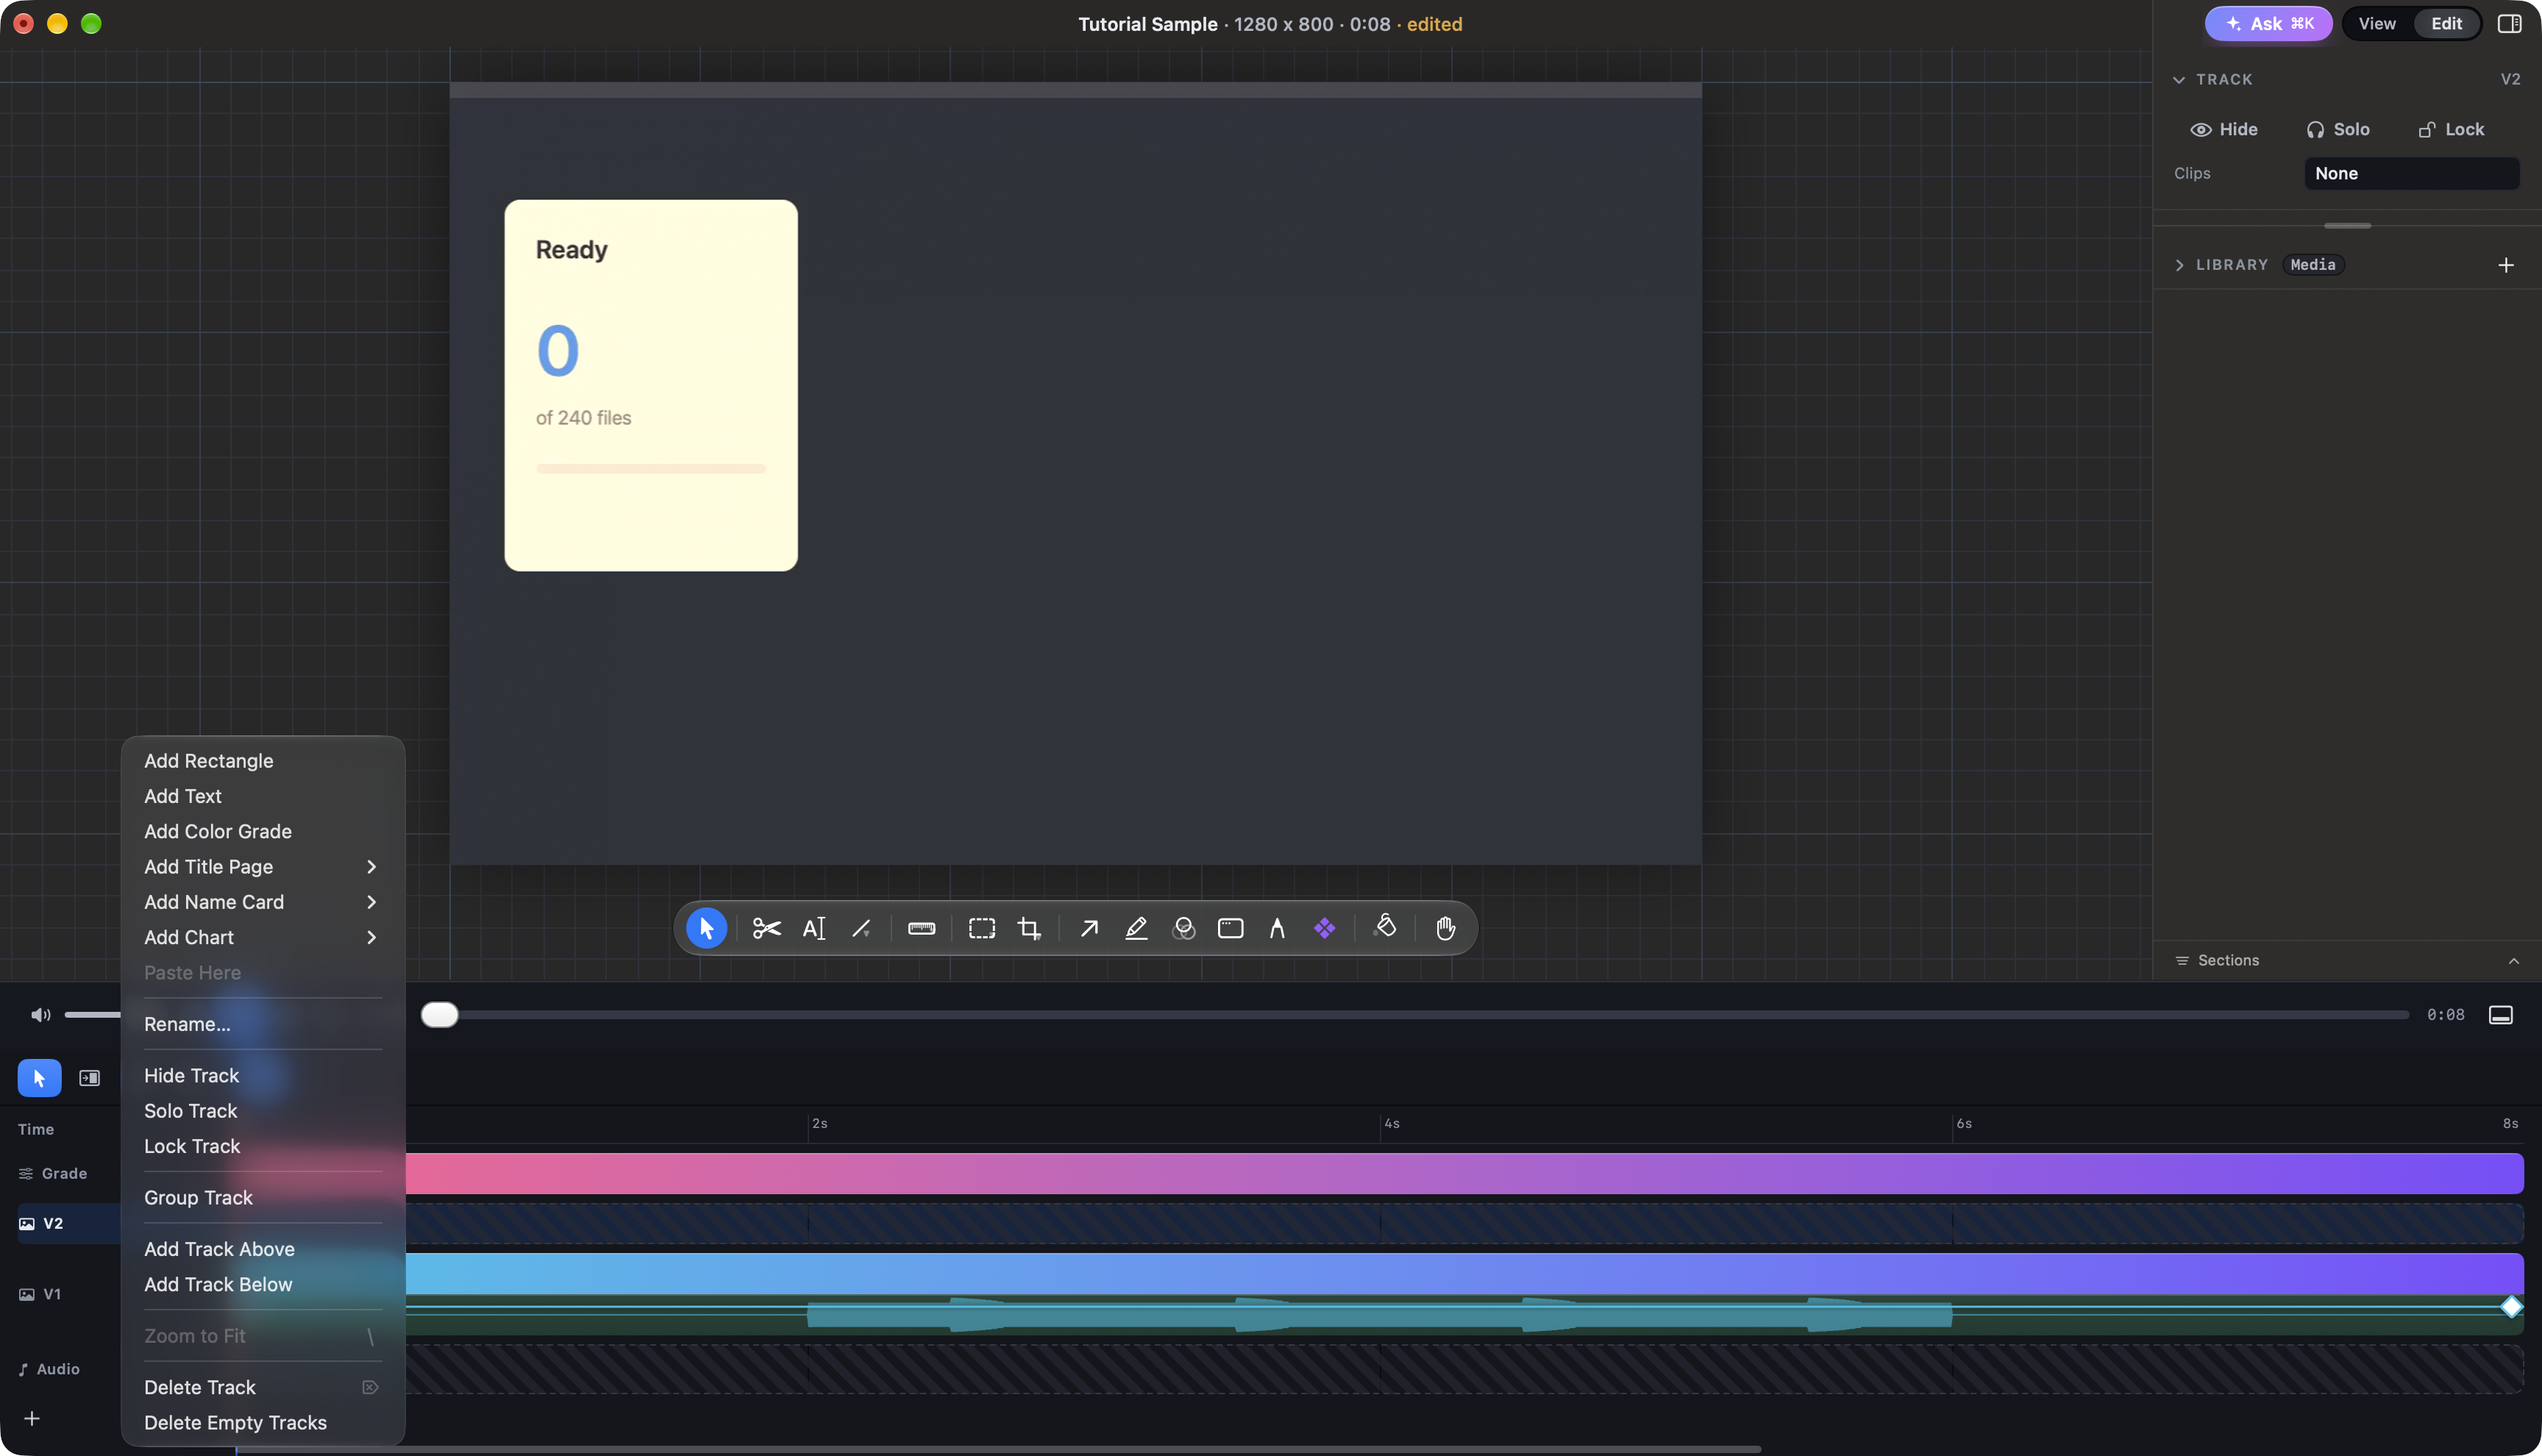 Tutorial Sample · 1280 x 800 · 0:08 · edited
Ask ⌘K
View
Edit
TRACK
V2
Hide
Solo
Lock
Clips
None
LIBRARY
Media
Ready
0
of 240 files
Sections
Add Rectangle
Add Text
Add Color Grade
Add Title Page
Add Name Card
Add Chart
Paste Here
Rename...
Hide Track
Solo Track
Lock Track
Group Track
Add Track Above
Add Track Below
Zoom to Fit \
Delete Track
Delete Empty Tracks
0:08
Time
2s
4s
6s
8s
Grade
V2
V1
Audio